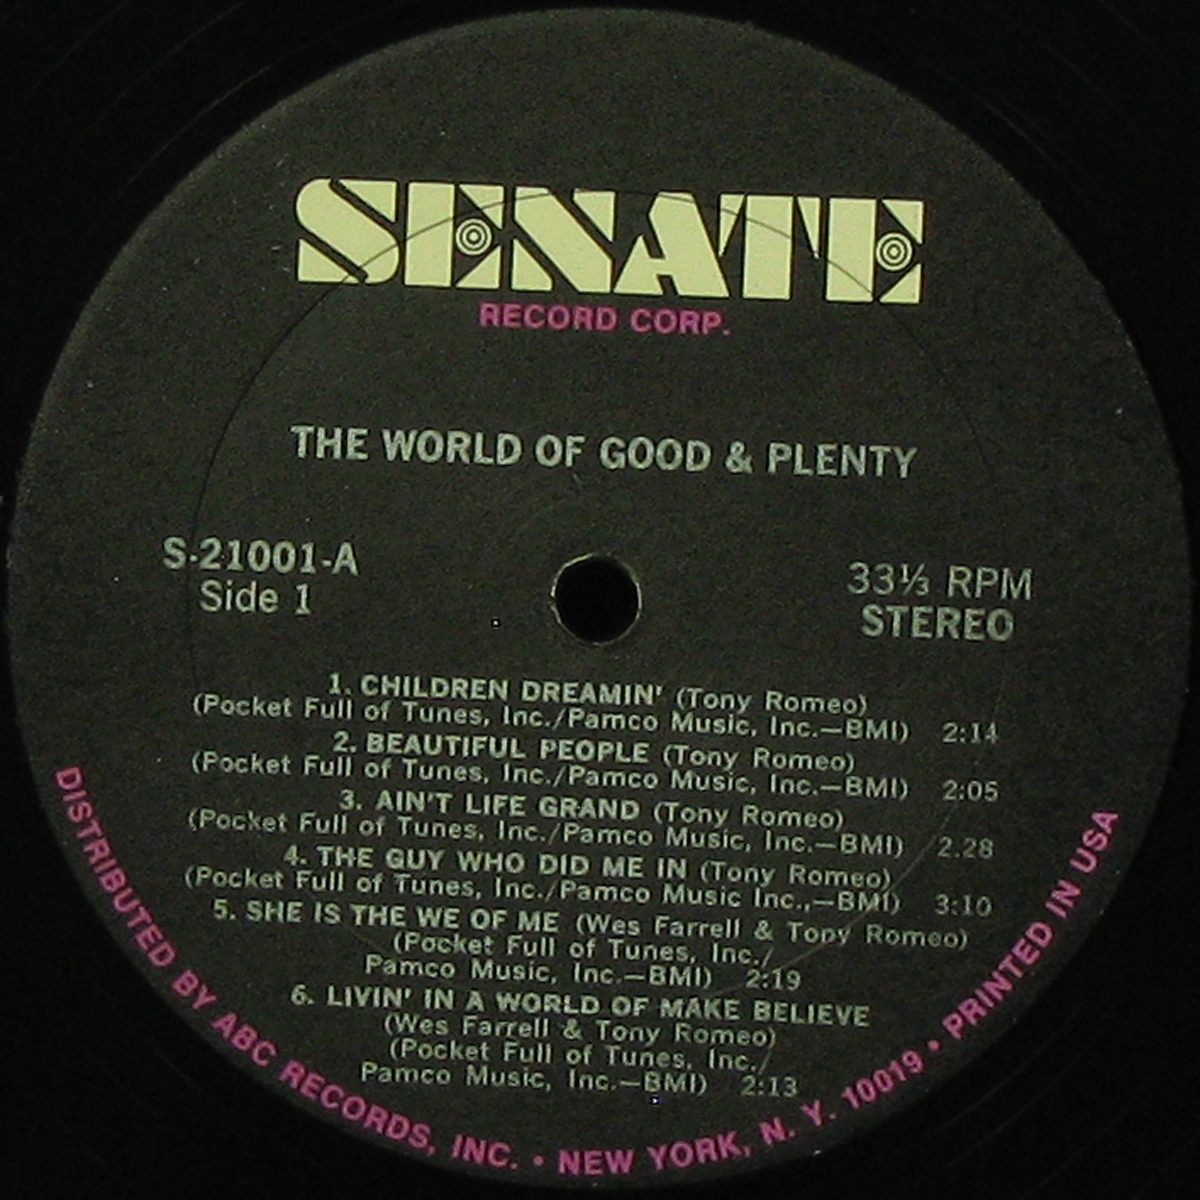 SENATE
RECORD CORP.
THE WORLD OF GOOD & PLENTY
S-21001-A
Side 1
33⅓ RPM
STEREO
1. CHILDREN DREAMIN' (Tony Romeo)
(Pocket Full of Tunes, Inc./Pamco Music, Inc.—BMI) 2:14
2. BEAUTIFUL PEOPLE (Tony Romeo)
(Pocket Full of Tunes, Inc./Pamco Music, Inc.—BMI) 2:05
3. AIN'T LIFE GRAND (Tony Romeo)
(Pocket Full of Tunes, Inc./Pamco Music, Inc.—BMI) 2.28
4. THE GUY WHO DID ME IN (Tony Romeo)
(Pocket Full of Tunes, Inc./Pamco Music Inc.,—BMI) 3:10
5. SHE IS THE WE OF ME (Wes Farrell & Tony Romeo)
(Pocket Full of Tunes, Inc./
Pamco Music, Inc.—BMI) 2:19
6. LIVIN' IN A WORLD OF MAKE BELIEVE
(Wes Farrell & Tony Romeo)
(Pocket Full of Tunes, Inc./
Pamco Music, Inc.—BMI) 2:13
DISTRIBUTED BY ABC RECORDS, INC. • NEW YORK, N. Y. 10019 • PRINTED IN USA